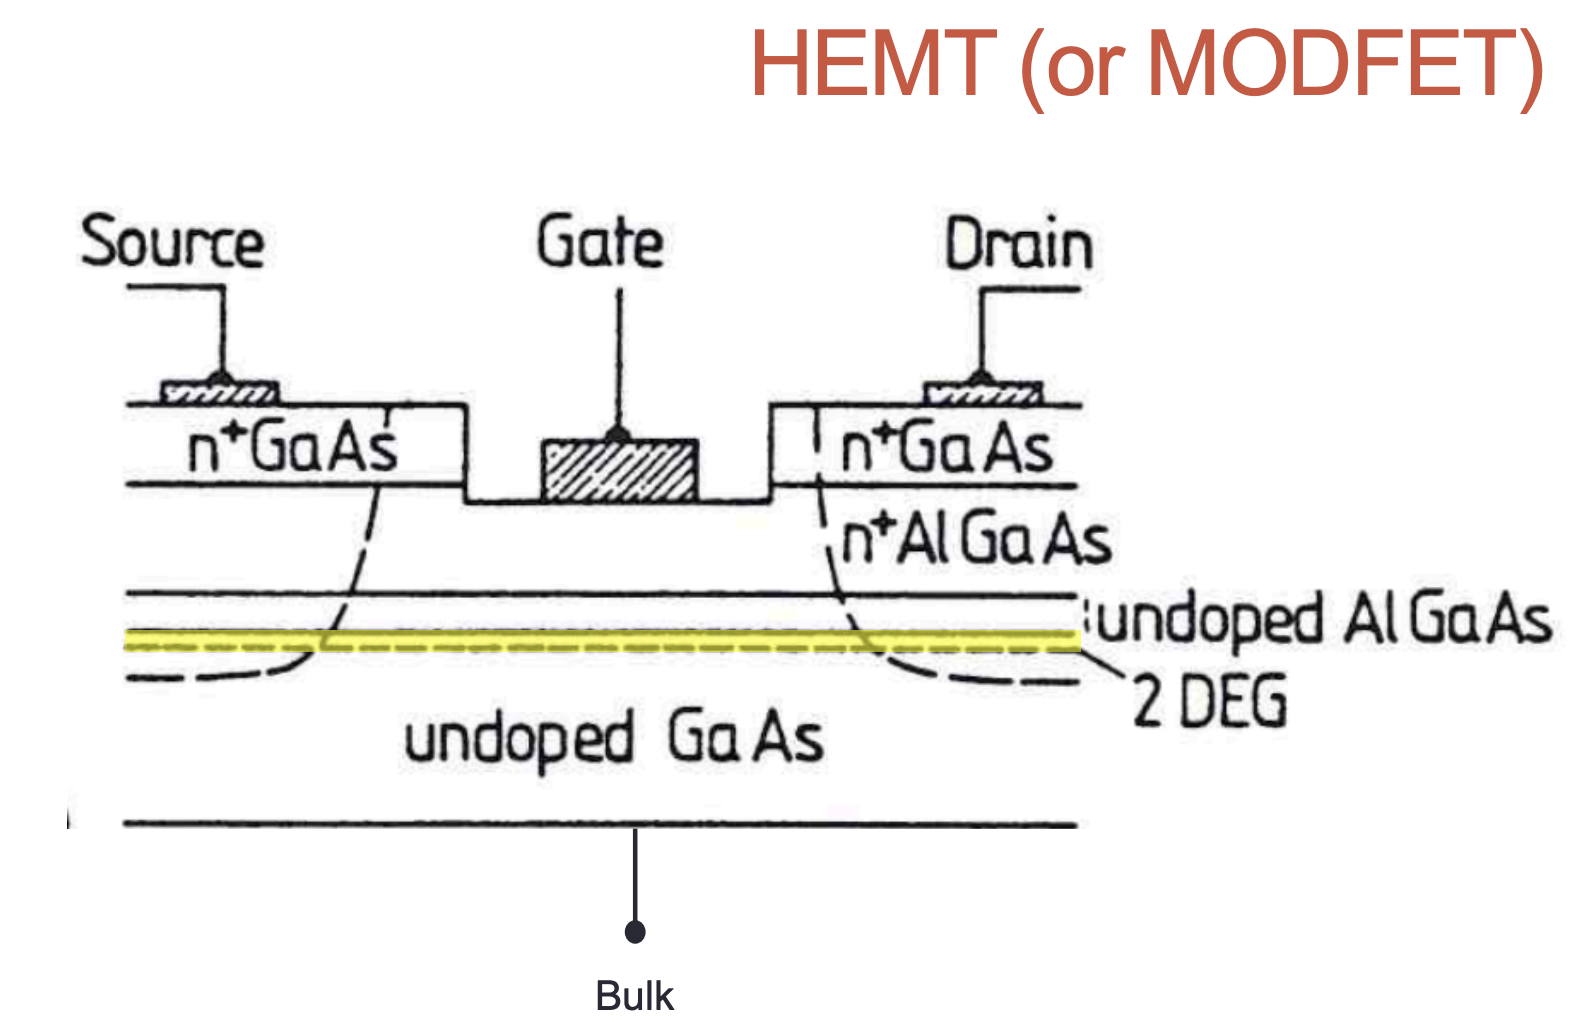 HEMT (or MODFET)
Source
Gate
Drain
n⁺GaAs
n⁺GaAs
n⁺AlGaAs
undoped AlGaAs
2 DEG
undoped GaAs
Bulk